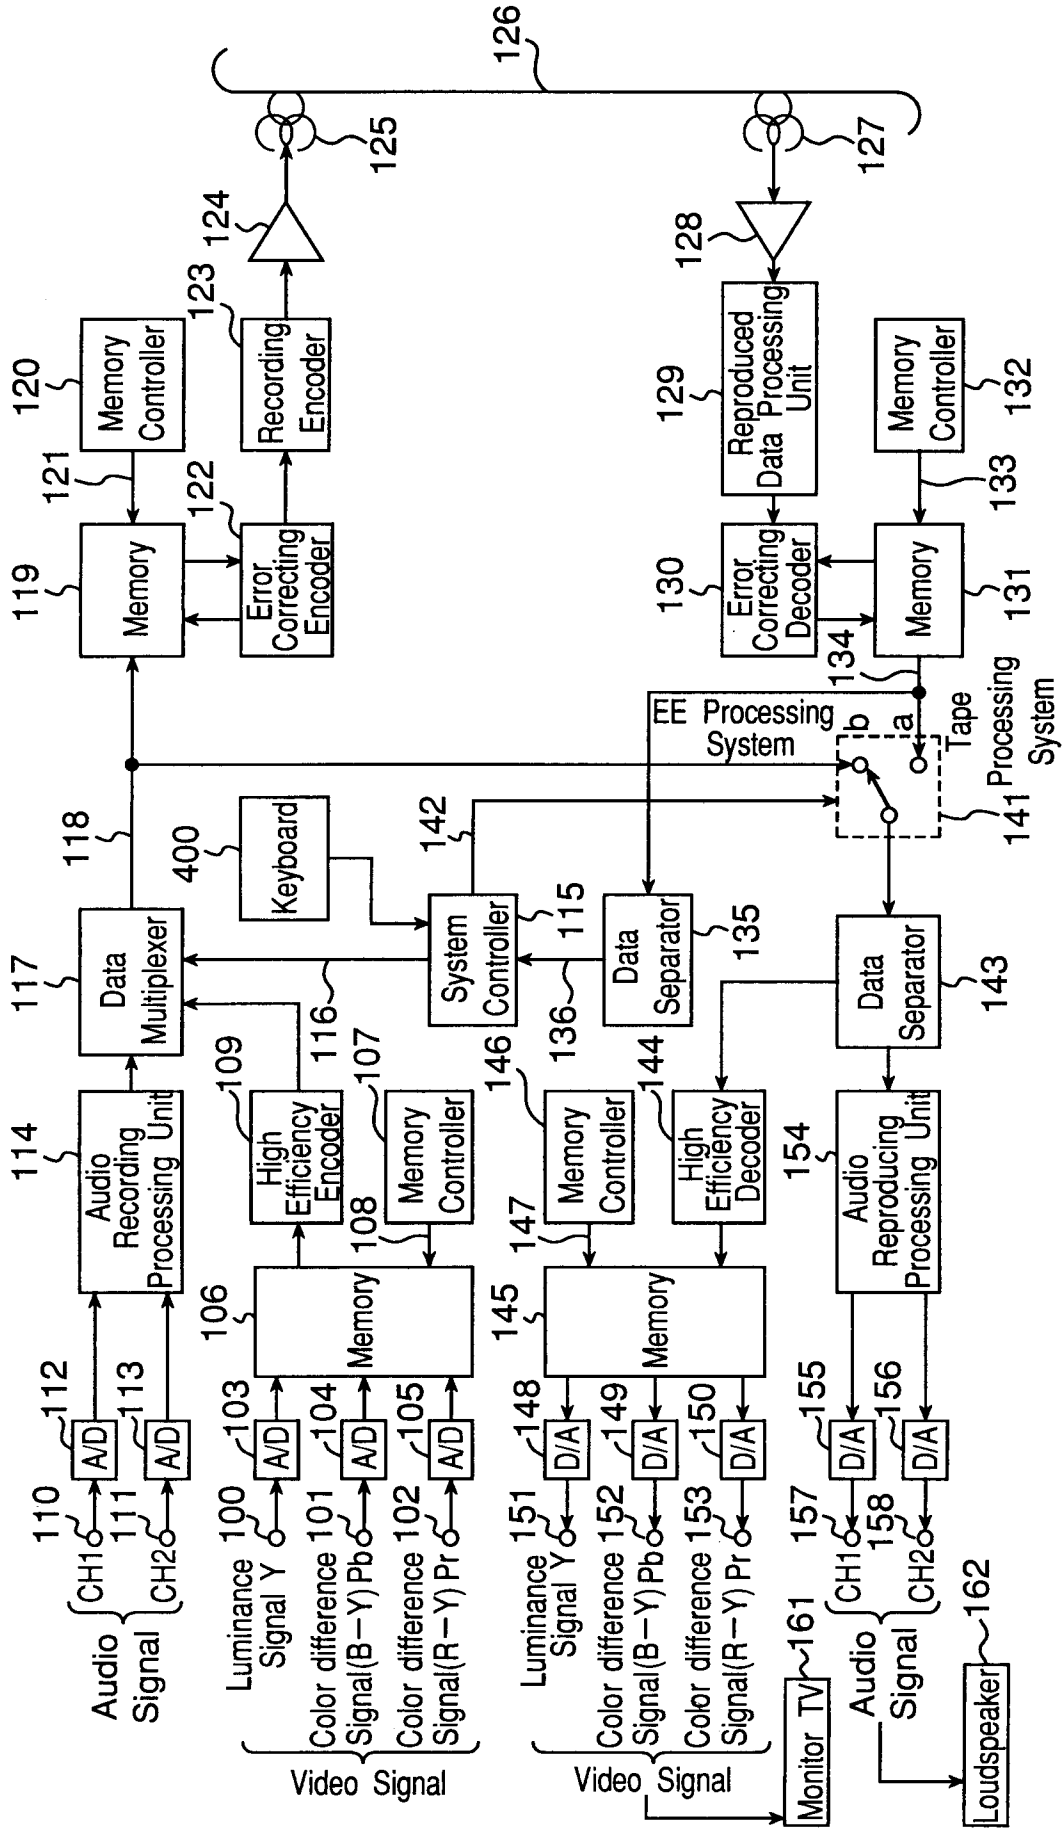 Audio
Signal
CH1
CH2
110
111
112
113
A/D
A/D
114
Audio
Recording
Processing Unit
117
Data
Multiplexer
118
119
Memory
121
120
Memory
Controller
Video Signal
Luminance
Signal Y
Color difference
Signal(B−Y) Pb
Color difference
Signal(R−Y) Pr
100
101
102
103
104
105
A/D
A/D
A/D
106
Memory
108
107
Memory
Controller
109
High
Efficiency
Encoder
116
400
Keyboard
122
Error
Correcting
Encoder
123
Recording
Encoder
124
125
126
System
Controller
115
142
136
Data
Separator
135
EE Processing
System
Video Signal
Luminance
Signal Y
Color difference
Signal(B−Y) Pb
Color difference
Signal(R−Y) Pr
151
152
153
148
149
150
D/A
D/A
D/A
145
Memory
147
146
Memory
Controller
144
High
Efficiency
Decoder
130
Error
Correcting
Decoder
129
Reproduced
Data Processing
Unit
128
127
134
Memory
131
133
Memory
Controller
132
b
a
Tape
Processing
System
141
Data
Separator
143
154
Audio
Reproducing
Processing Unit
155
156
D/A
D/A
157
158
CH1
CH2
Audio
Signal
Monitor TV
161
Loudspeaker
162